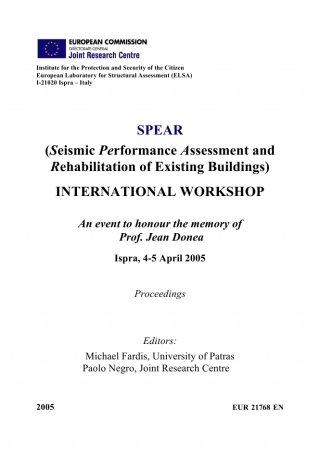 EUROPEAN COMMISSION
DIRECTORATE-GENERAL
Joint Research Centre
Institute for the Protection and Security of the Citizen
European Laboratory for Structural Assessment (ELSA)
I-21020 Ispra – Italy
SPEAR
(Seismic Performance Assessment and
Rehabilitation of Existing Buildings)
INTERNATIONAL WORKSHOP
An event to honour the memory of
Prof. Jean Donea
Ispra, 4-5 April 2005
Proceedings
Editors:
Michael Fardis, University of Patras
Paolo Negro, Joint Research Centre
2005 EUR 21768 EN